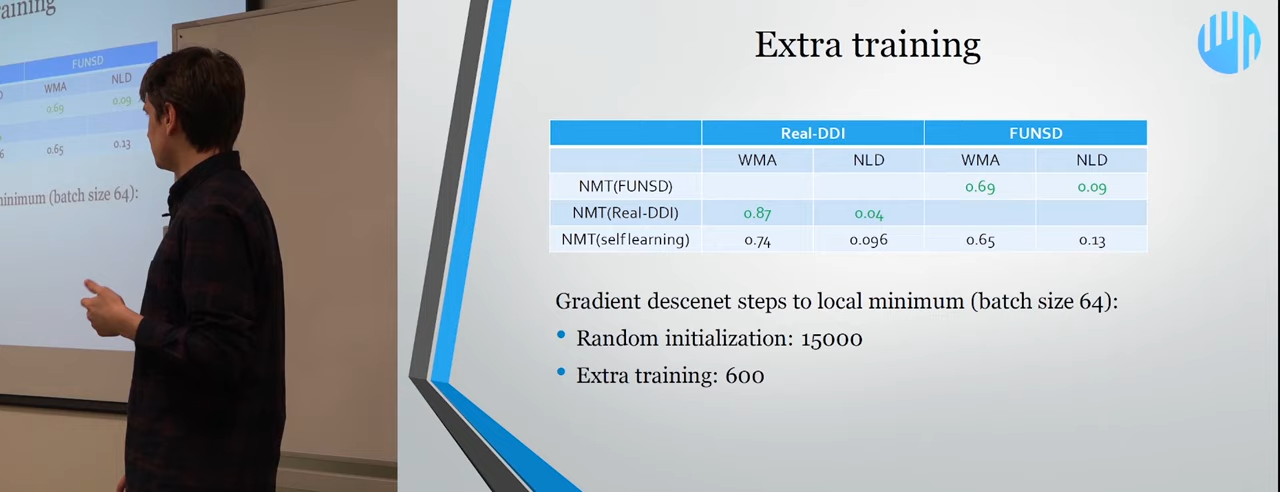 raining
FUNSD
WMA NLD
0.69 0.09
6 0.65 0.13
inimum (batch size 64):
Extra training
Real-DDI FUNSD
WMA NLD WMA NLD
NMT(FUNSD) 0.69 0.09
NMT(Real-DDI) 0.87 0.04
NMT(self learning) 0.74 0.096 0.65 0.13
Gradient descenet steps to local minimum (batch size 64):
• Random initialization: 15000
• Extra training: 600